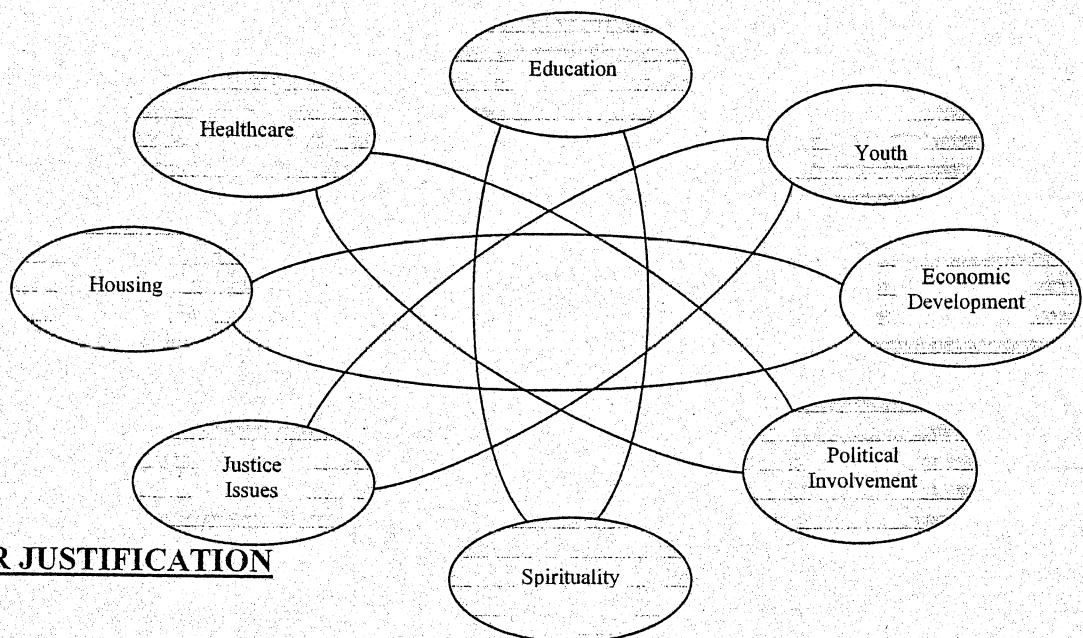 Education
Healthcare
Youth
Housing
Economic
Development
Justice
Issues
Political
Involvement
R JUSTIFICATION
Spirituality